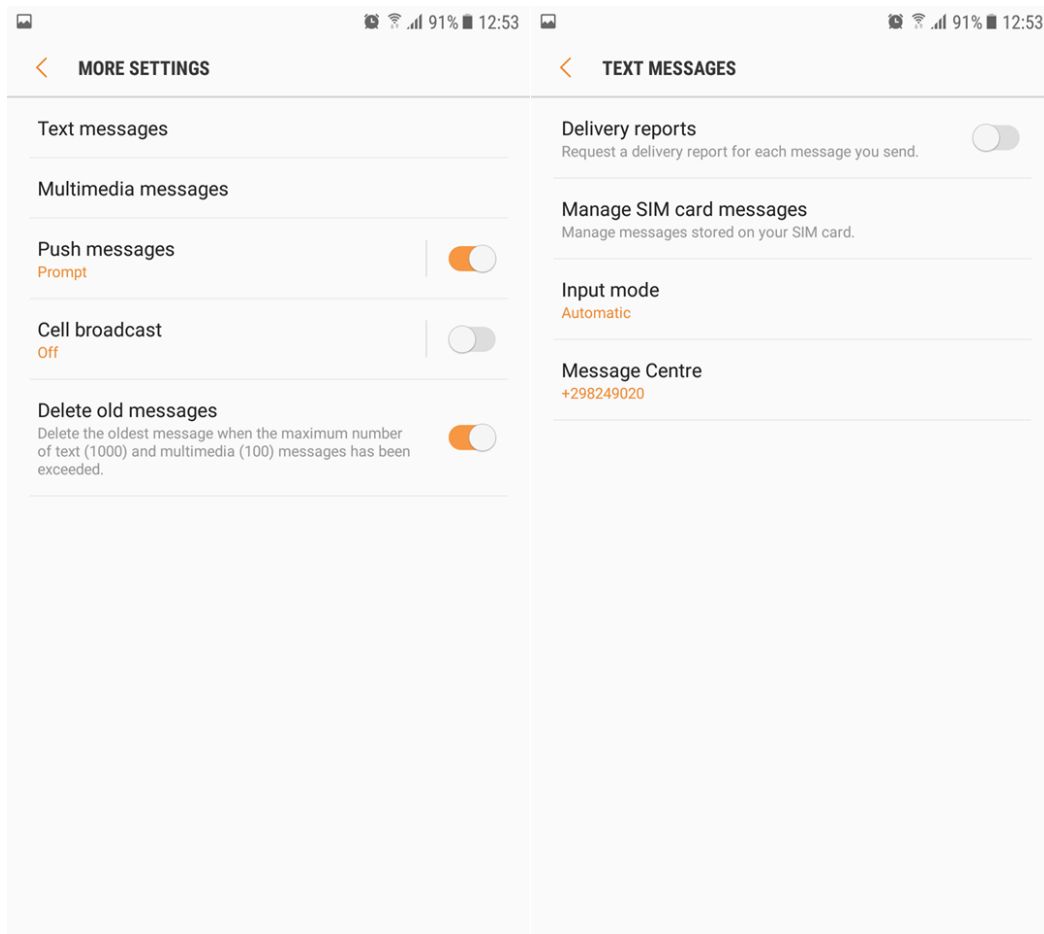 91% 12:53
MORE SETTINGS
Text messages
Multimedia messages
Push messages
Prompt
Cell broadcast
Off
Delete old messages
Delete the oldest message when the maximum number
of text (1000) and multimedia (100) messages has been
exceeded.
91% 12:53
TEXT MESSAGES
Delivery reports
Request a delivery report for each message you send.
Manage SIM card messages
Manage messages stored on your SIM card.
Input mode
Automatic
Message Centre
+298249020